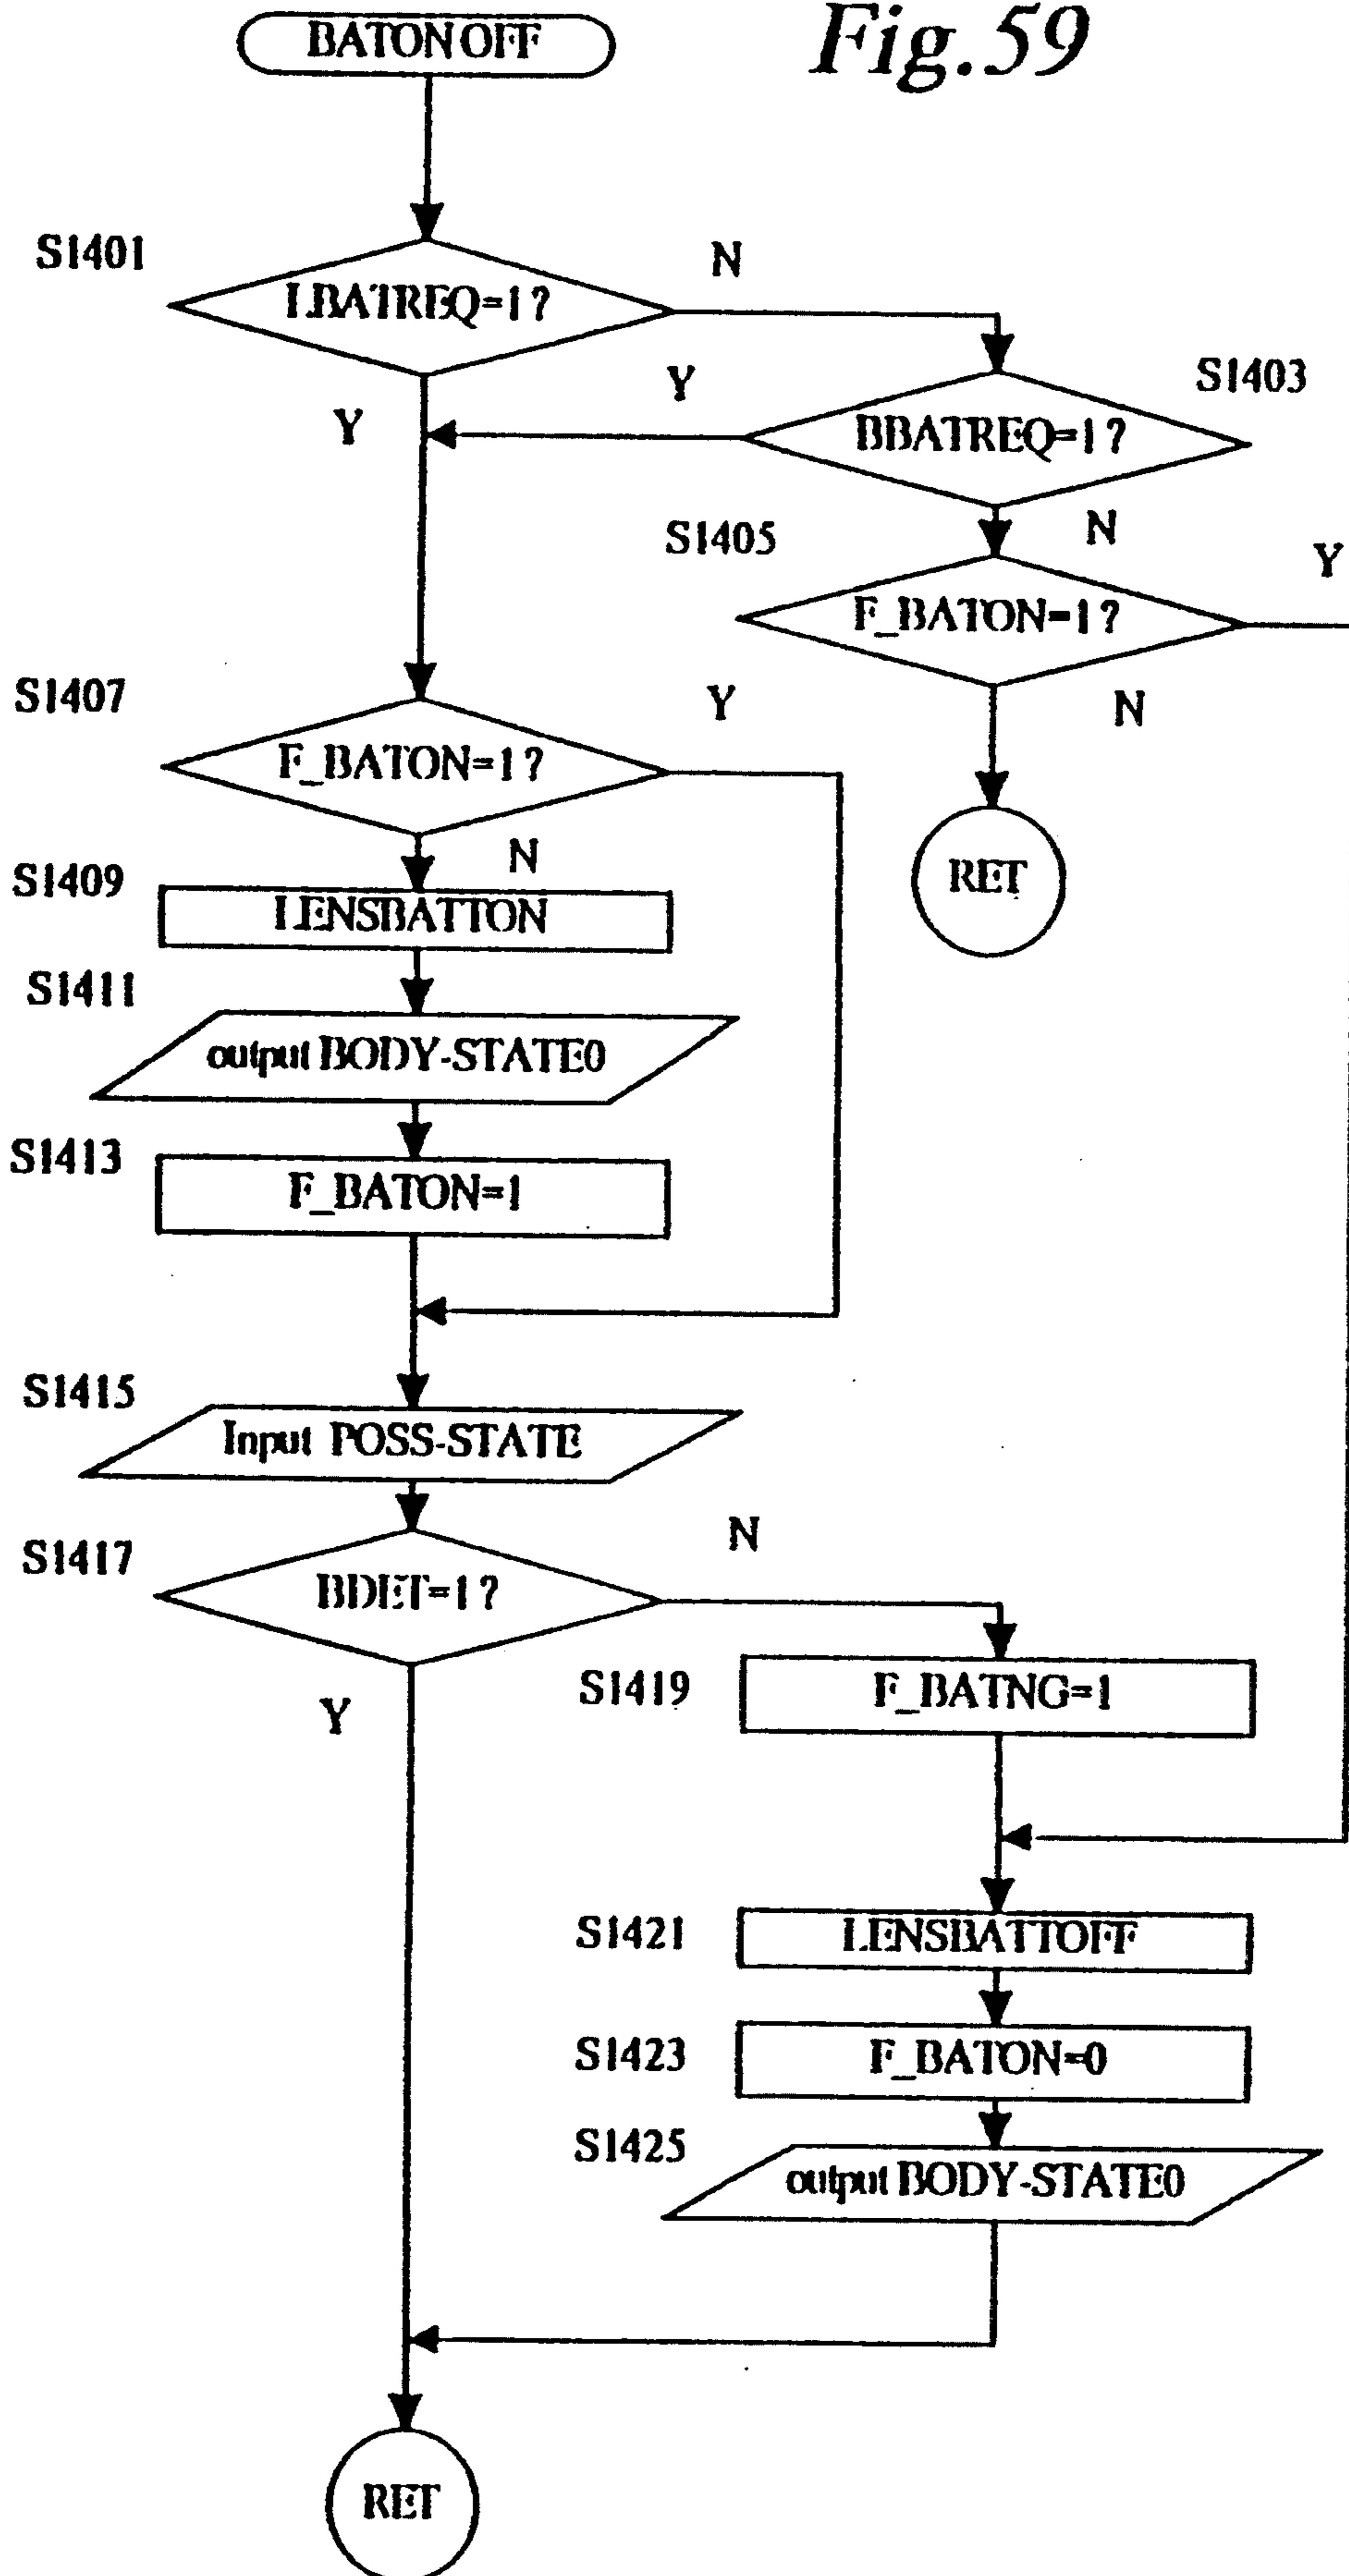 BATON OFF
Fig. 59
S1401
LBATREQ=1?
N
Y
Y
BBATREQ=1?
S1403
N
S1405
F_BATON=1?
Y
N
RET
S1407
F_BATON=1?
Y
N
S1409
LENSBATTON
S1411
output BODY-STATE0
S1413
F_BATON=1
S1415
Input POSS-STATE
S1417
BDET=1?
N
Y
S1419
F_BATNG=1
S1421
LENSBATTOFF
S1423
F_BATON=0
S1425
output BODY-STATE0
RET